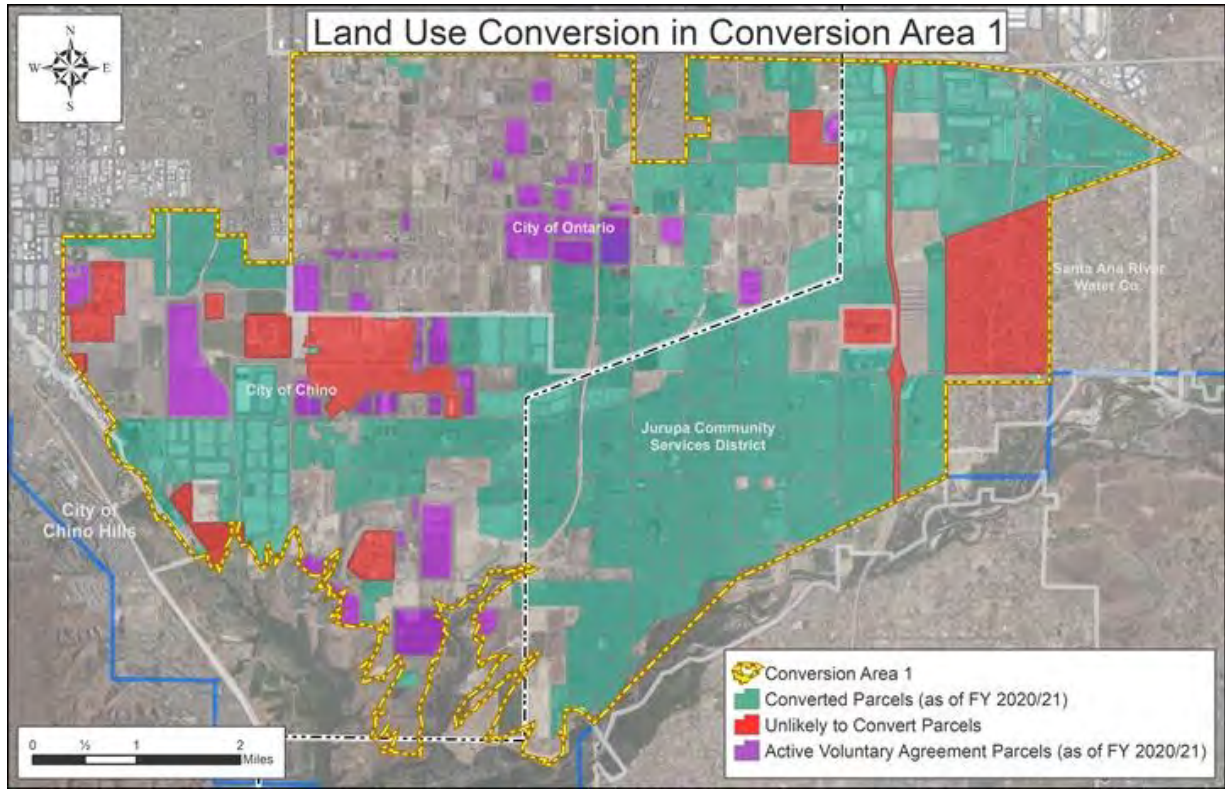 Land Use Conversion in Conversion Area 1
N
W
E
S
City of Ontario
Santa Ana River
Water Co.
City of Chino
Jurupa Community
Services District
City of
Chino Hills
Conversion Area 1
Converted Parcels (as of FY 2020/21)
Unlikely to Convert Parcels
Active Voluntary Agreement Parcels (as of FY 2020/21)
0 ½ 1 2
Miles